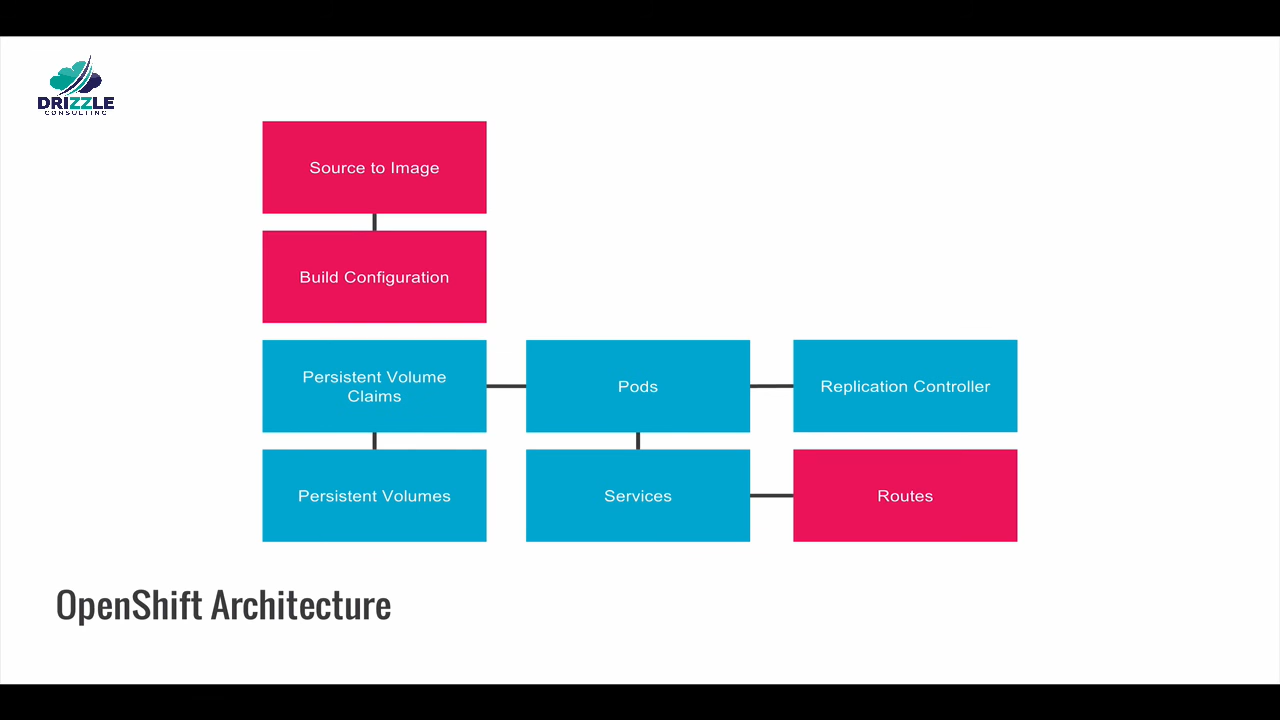 DRIZZLE
CONSULTING
Source to Image
Build Configuration
Persistent Volume
Claims
Pods
Replication Controller
Persistent Volumes
Services
Routes
OpenShift Architecture